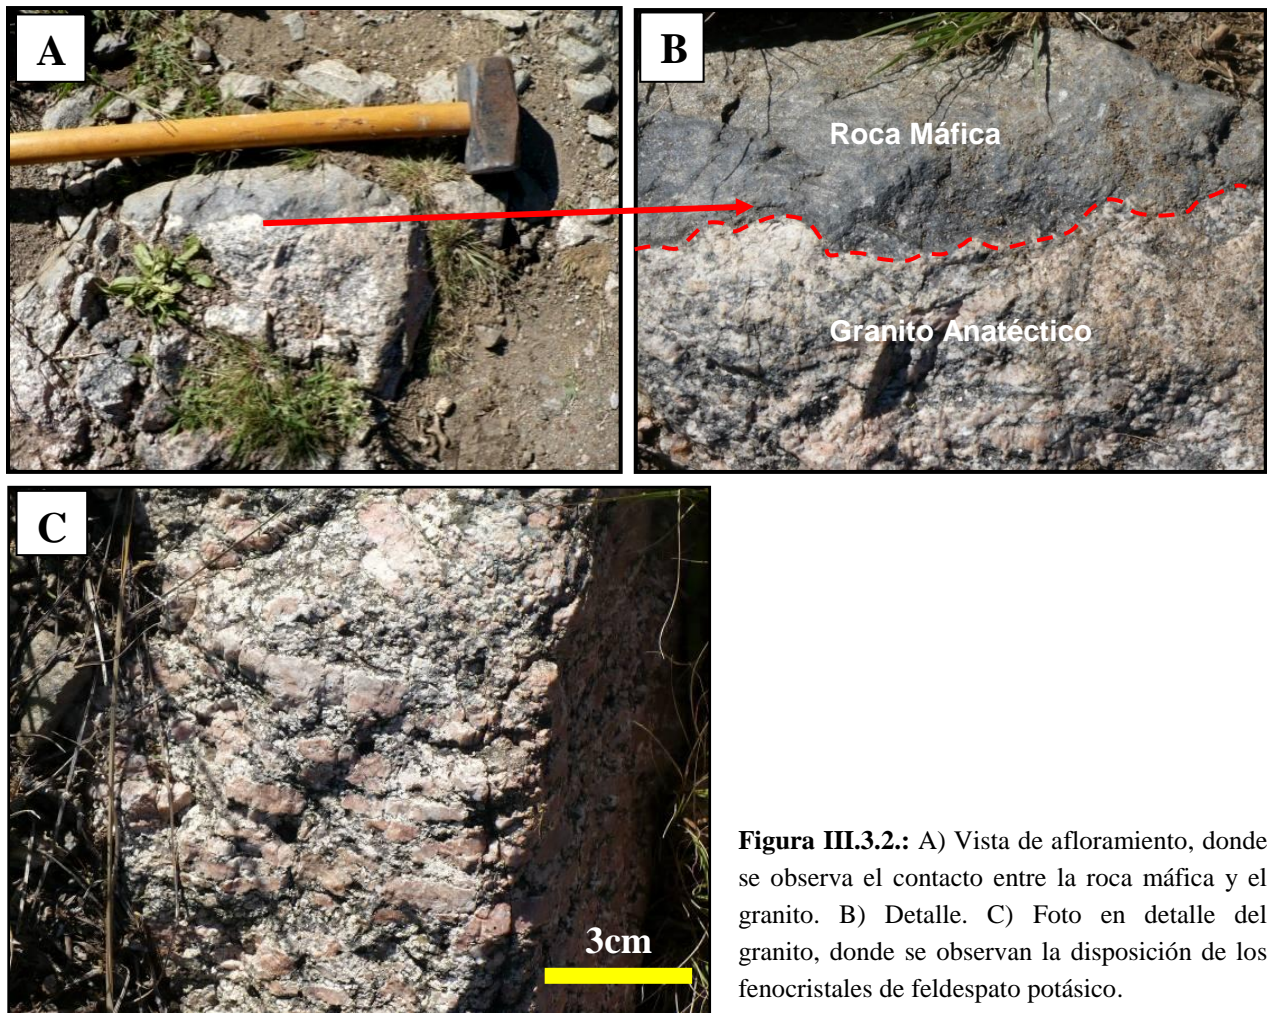 A
B
Roca Máfica
Granito Anatéctico
C
3cm
Figura III.3.2.: A) Vista de afloramiento, donde
se observa el contacto entre la roca máfica y el
granito. B) Detalle. C) Foto en detalle del
granito, donde se observan la disposición de los
fenocristales de feldespato potásico.